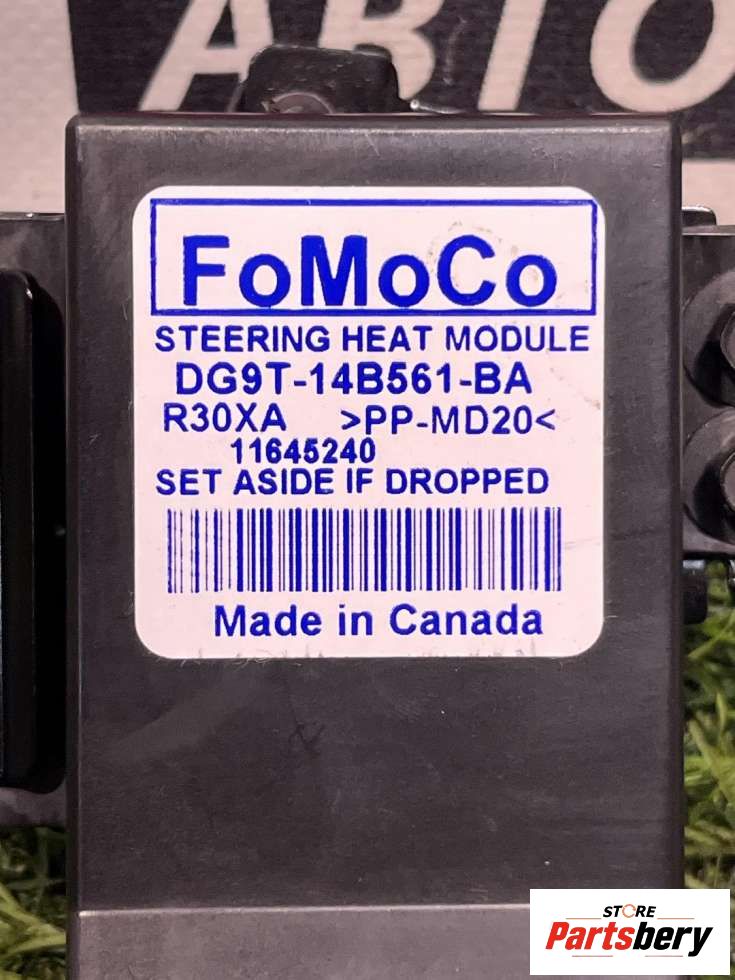 АВТО
FoMoCo
STEERING HEAT MODULE
DG9T-14B561-BA
R30XA >PP-MD20<
11645240
SET ASIDE IF DROPPED
Made in Canada
STORE
Partsbery